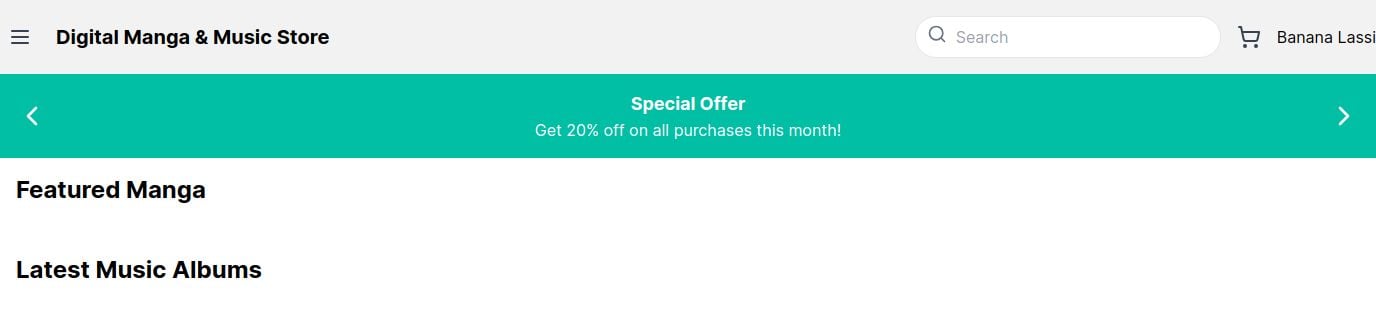 Digital Manga & Music Store
Search
Banana Lassi
Special Offer
Get 20% off on all purchases this month!
Featured Manga
Latest Music Albums